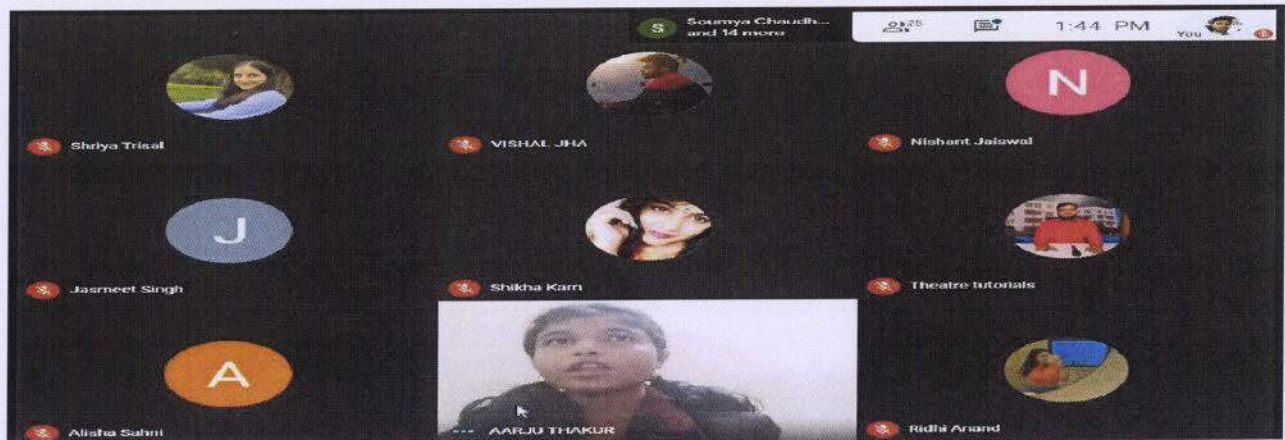 S
Soumya Chaudh...
and 14 more
25
1:44 PM
You
N
Shriya Trisal
VISHAL JHA
Nishant Jaiswal
J
Jasmeet Singh
Shikha Karn
Theatre tutorials
A
Alisha Sahni
AARJU THAKUR
Ridhi Anand